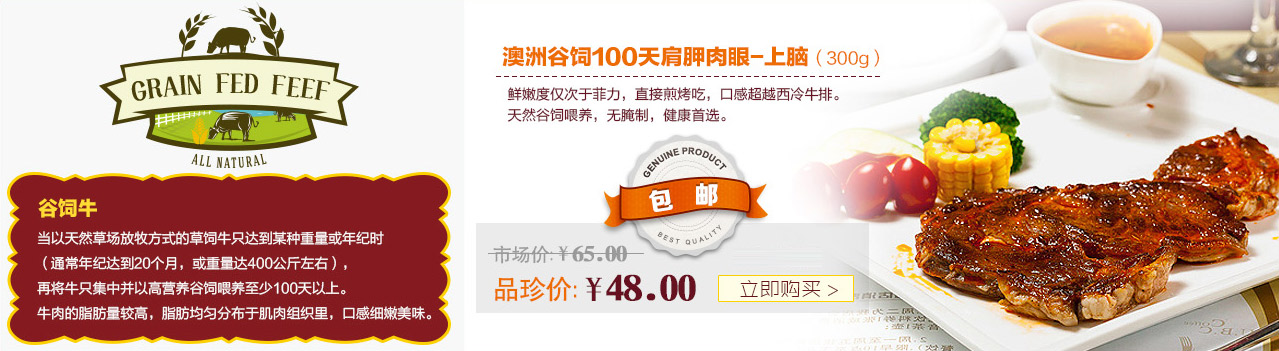 GRAIN FED FEEF
ALL NATURAL
谷饲牛
当以天然草场放牧方式的草饲牛只达到某种重量或年纪时
（通常年纪达到20个月，或重量达400公斤左右），
再将牛只集中并以高营养谷饲喂养至少100天以上。
牛肉的脂肪量较高，脂肪均匀分布于肌肉组织里，口感细嫩美味。
澳洲谷饲100天肩胛肉眼-上脑（300g）
鲜嫩度仅次于菲力，直接煎烤吃，口感超越西冷牛排。
天然谷饲喂养，无腌制，健康首选。
GENUINE PRODUCT
包 邮
BEST QUALITY
市场价:￥65.00
品珍价:￥48.00
立即购买 >